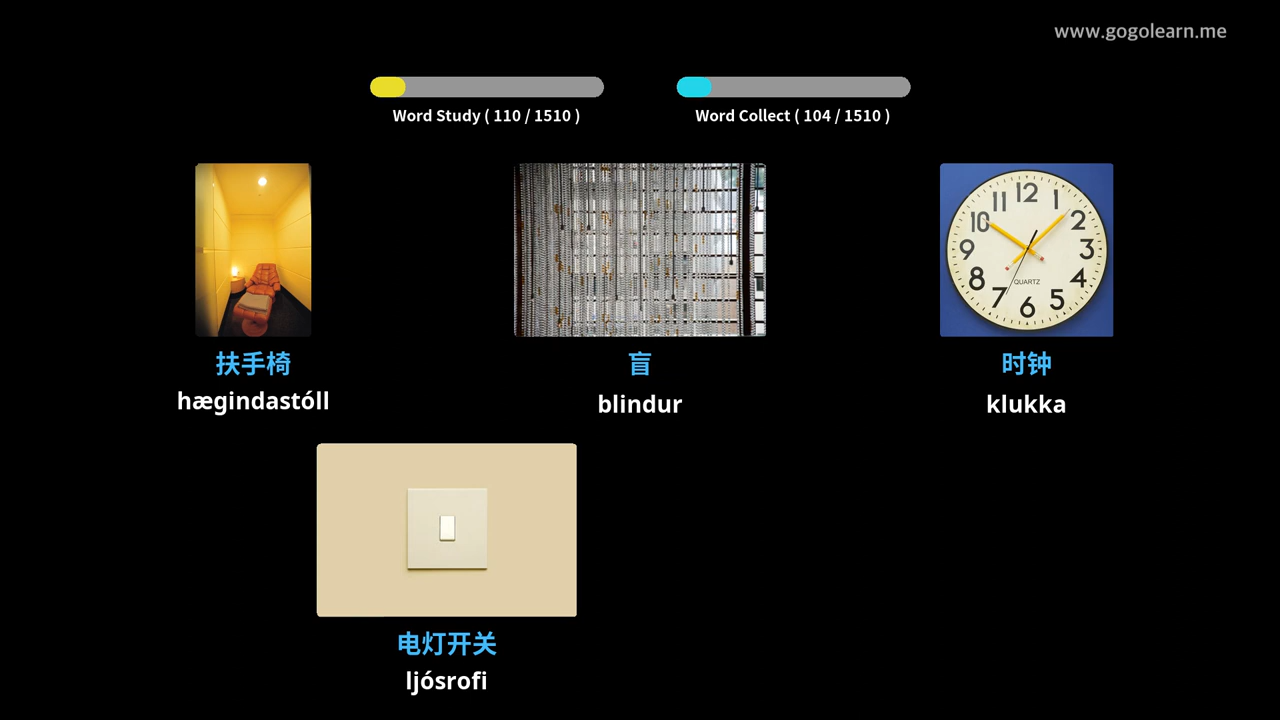 www.gogolearn.me
Word Study ( 110 / 1510 )
Word Collect ( 104 / 1510 )
12
11
1
10
2
9
3
8
4
QUARTZ
7
5
6
扶手椅
hægindastóll
盲
blindur
时钟
klukka
电灯开关
ljósrofi